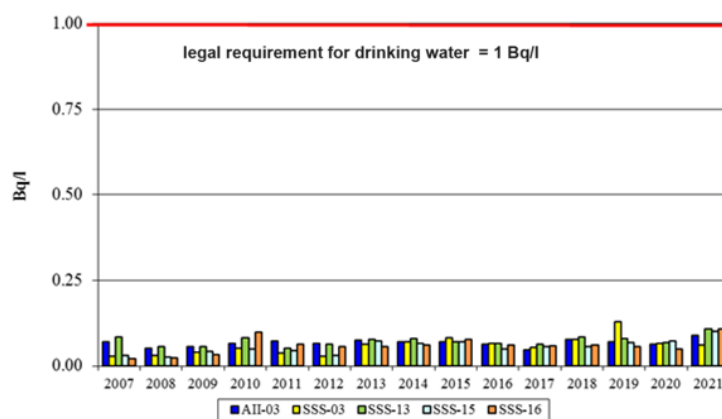 1.00
legal requirement for drinking water = 1 Bq/l
0.75
Bq/l
0.50
0.25
0.00
2007 2008 2009 2010 2011 2012 2013 2014 2015 2016 2017 2018 2019 2020 2021
AII-03 SSS-03 SSS-13 SSS-15 SSS-16